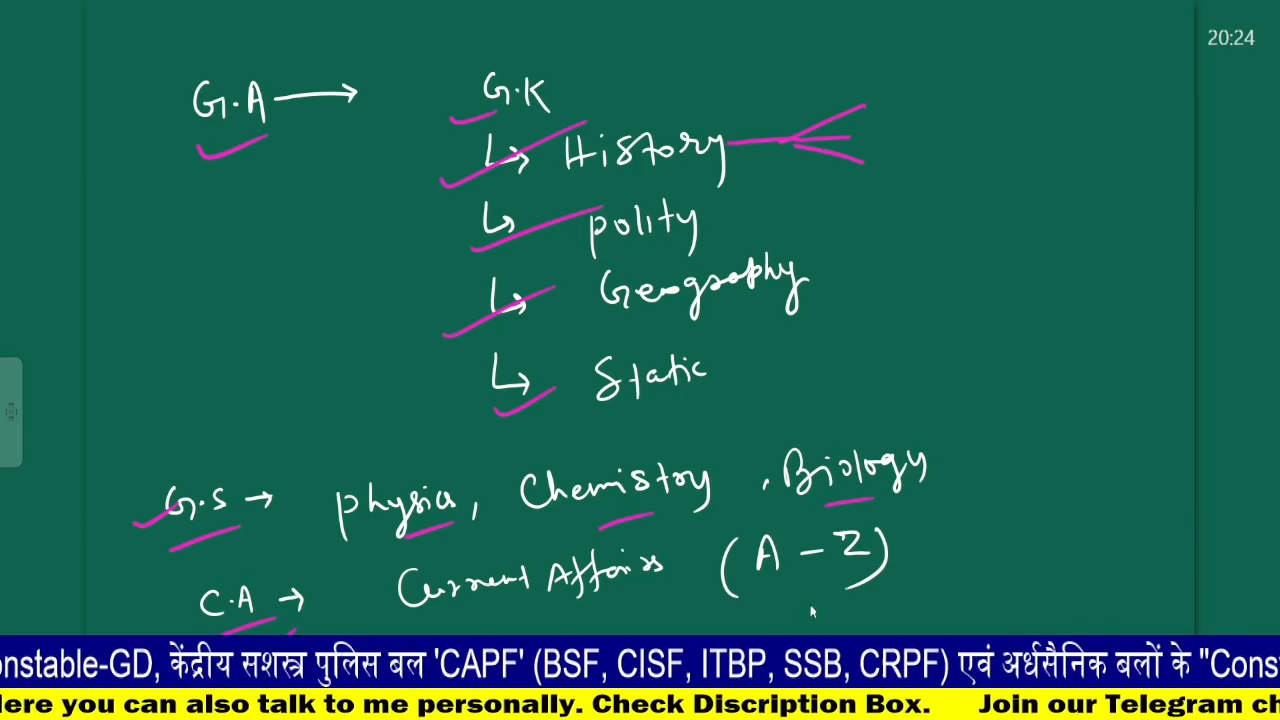 20:24
G.A → G.K
↳ History
↳ polity
↳ Geography
↳ Static
G.S → physics, Chemistry, Biology
C.A → Current Affairs (A - Z)
onstable-GD, केंद्रीय सशस्त्र पुलिस बल 'CAPF' (BSF, CISF, ITBP, SSB, CRPF) एवं अर्धसैनिक बलों के "Const
Here you can also talk to me personally. Check Discription Box. Join our Telegram ch